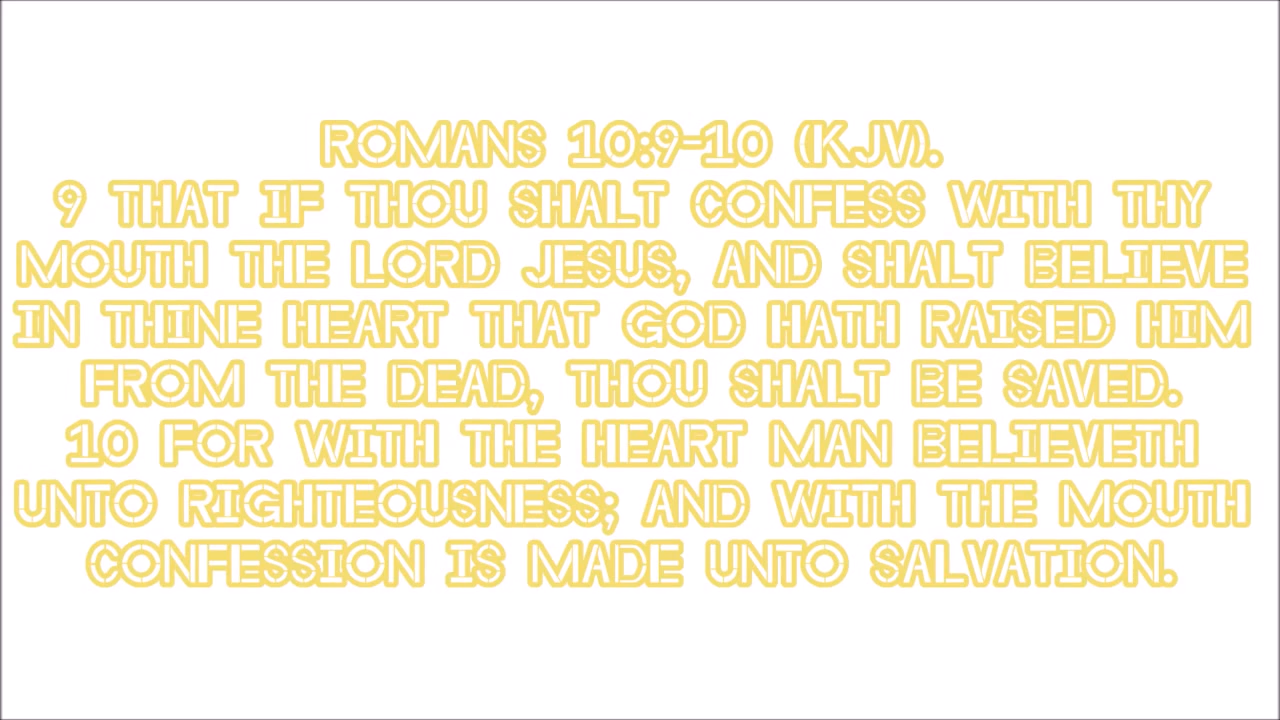 ROMANS 10:9-10 (KJV).
9 THAT IF THOU SHALT CONFESS WITH THY
MOUTH THE LORD JESUS, AND SHALT BELIEVE
IN THINE HEART THAT GOD HATH RAISED HIM
FROM THE DEAD, THOU SHALT BE SAVED.
10 FOR WITH THE HEART MAN BELIEVETH
UNTO RIGHTEOUSNESS; AND WITH THE MOUTH
CONFESSION IS MADE UNTO SALVATION.